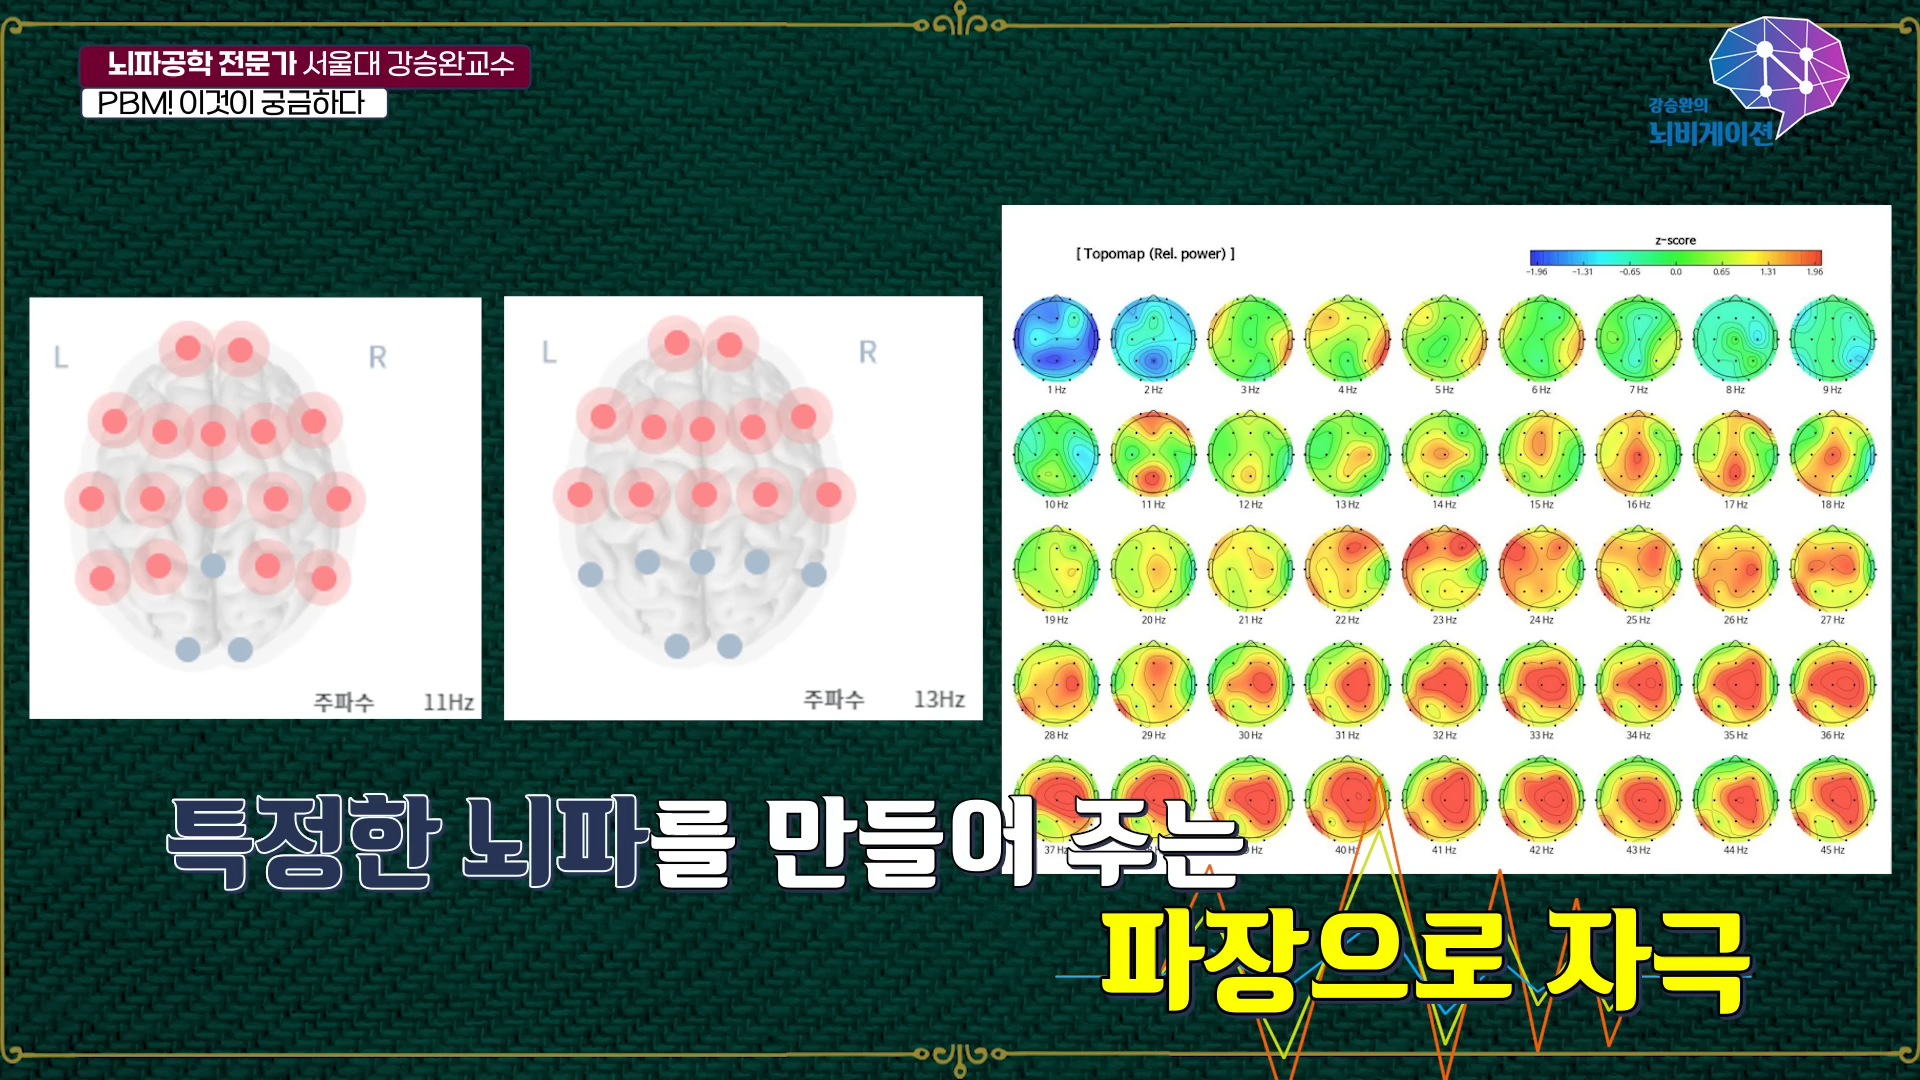 뇌파공학 전문가 서울대 강승완교수
PBM! 이것이 궁금하다
강승완의
뇌비게이션
L R
주파수 11Hz
L R
주파수 13Hz
[ Topomap (Rel. power) ]
z-score
-1.96 -1.31 -0.65 0.0 0.65 1.31 1.96
1 Hz 2 Hz 3 Hz 4 Hz 5 Hz 6 Hz 7 Hz 8 Hz 9 Hz
10 Hz 11 Hz 12 Hz 13 Hz 14 Hz 15 Hz 16 Hz 17 Hz 18 Hz
19 Hz 20 Hz 21 Hz 22 Hz 23 Hz 24 Hz 25 Hz 26 Hz 27 Hz
28 Hz 29 Hz 30 Hz 31 Hz 32 Hz 33 Hz 34 Hz 35 Hz 36 Hz
37 Hz 40 Hz 41 Hz 42 Hz 43 Hz 44 Hz 45 Hz
특정한 뇌파를 만들어 주는
파장으로 자극